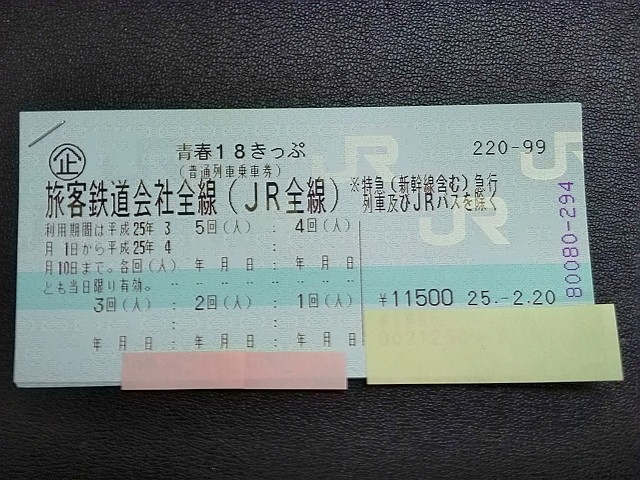 企
青春18きっぷ
220-99
(普通列車乗車券)
旅客鉄道会社全線(JR全線)
※特急(新幹線含む)急行
列車及びJRバスを除く
利用期間は平成25年 3
月 1日から平成25年 4
月10日まで。各回(人)
とも当日限り有効。
5回(人)
4回(人)
年 月 日
年 月 日
3回(人)
2回(人)
1回(人)
年 月 日
年 月 日
年 月 日
¥11500
25.-2.20
80080-294
JR
JR
JR